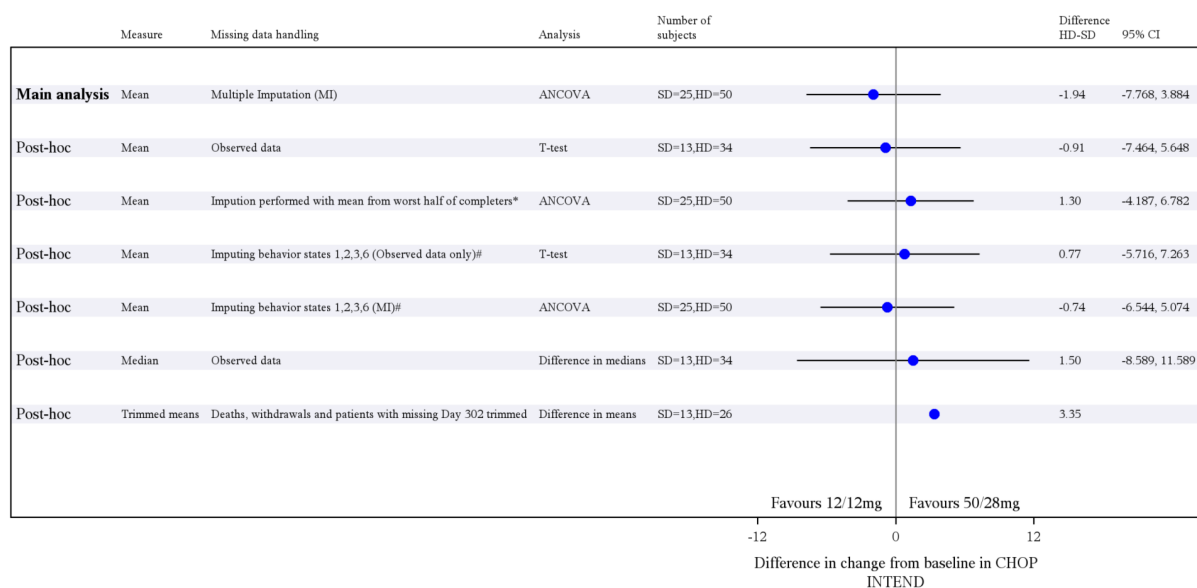 Measure Missing data handling Analysis Number of subjects Difference HD-SD 95% CI
Main analysis Mean Multiple Imputation (MI) ANCOVA SD=25,HD=50 -1.94 -7.768, 3.884
Post-hoc Mean Observed data T-test SD=13,HD=34 -0.91 -7.464, 5.648
Post-hoc Mean Impution performed with mean from worst half of completers* ANCOVA SD=25,HD=50 1.30 -4.187, 6.782
Post-hoc Mean Imputing behavior states 1,2,3,6 (Observed data only)# T-test SD=13,HD=34 0.77 -5.716, 7.263
Post-hoc Mean Imputing behavior states 1,2,3,6 (MI)# ANCOVA SD=25,HD=50 -0.74 -6.544, 5.074
Post-hoc Median Observed data Difference in medians SD=13,HD=34 1.50 -8.589, 11.589
Post-hoc Trimmed means Deaths, withdrawals and patients with missing Day 302 trimmed Difference in means SD=13,HD=26 3.35
Favours 12/12mg Favours 50/28mg
-12 0 12
Difference in change from baseline in CHOP
INTEND